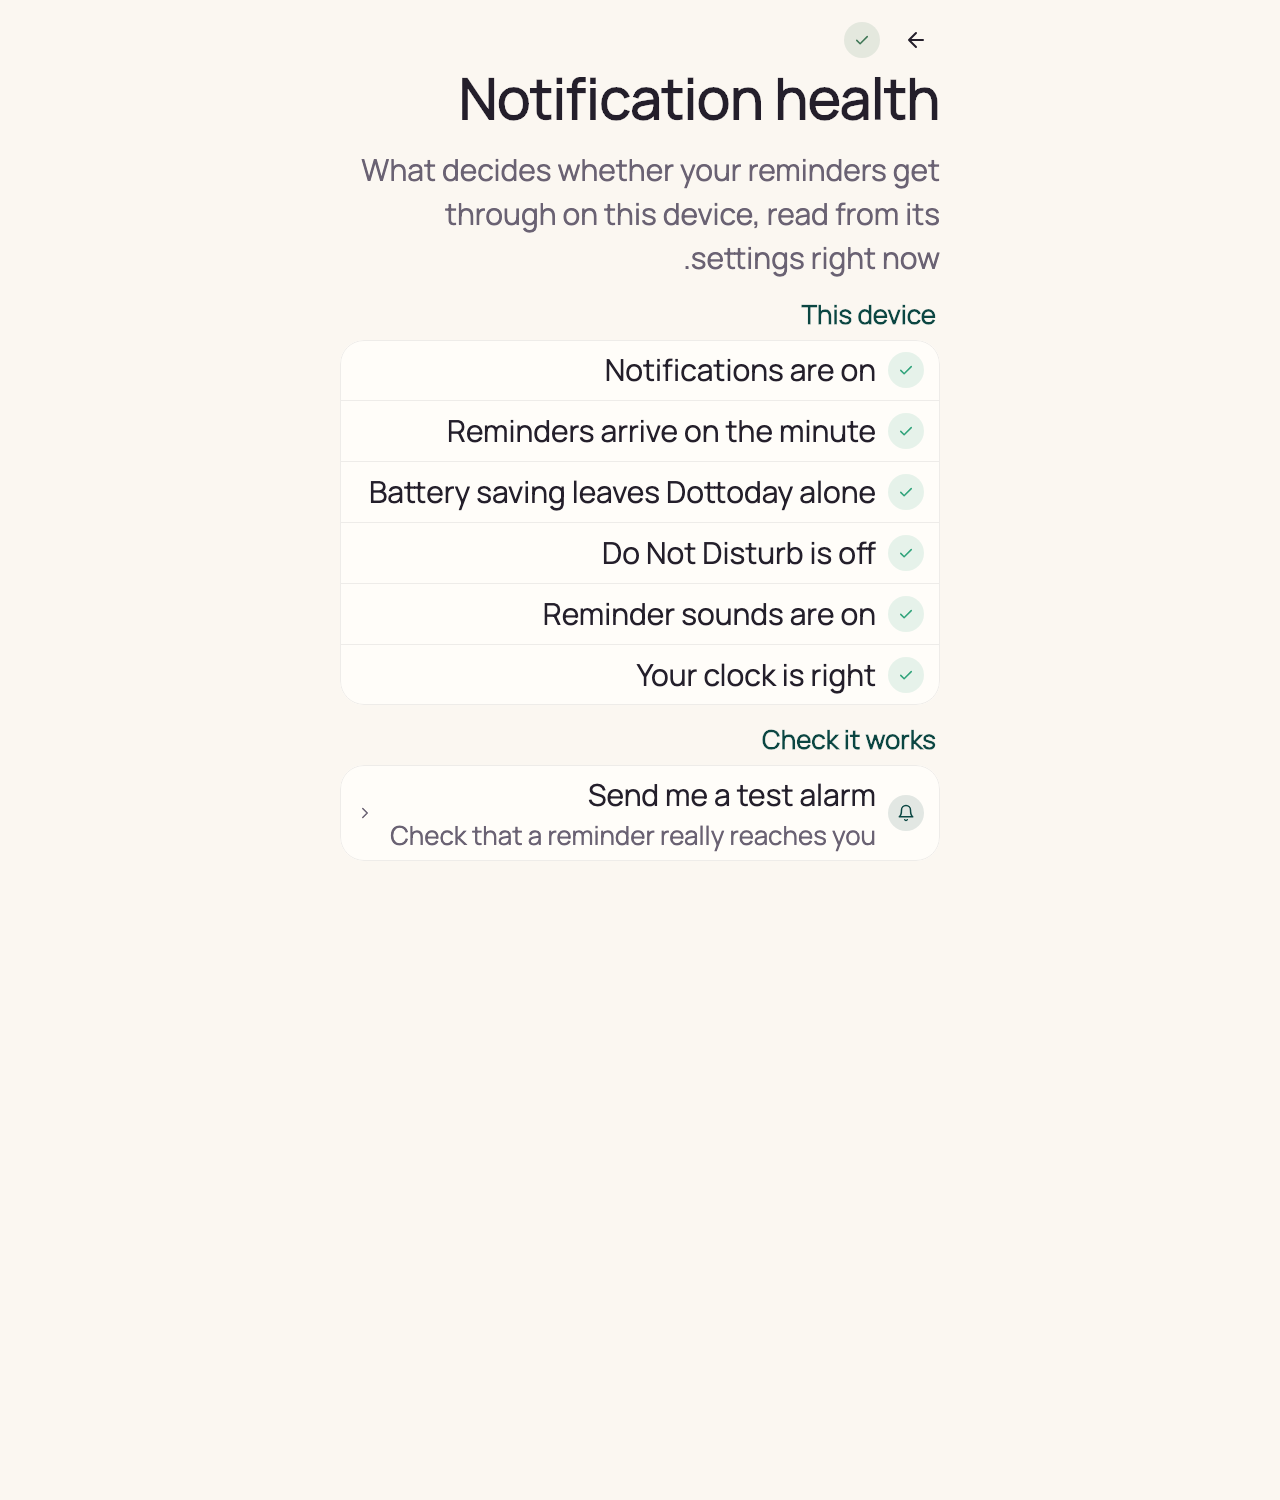 Notification health
What decides whether your reminders get
through on this device, read from its
.settings right now
This device
Notifications are on
Reminders arrive on the minute
Battery saving leaves Dottoday alone
Do Not Disturb is off
Reminder sounds are on
Your clock is right
Check it works
Send me a test alarm
Check that a reminder really reaches you